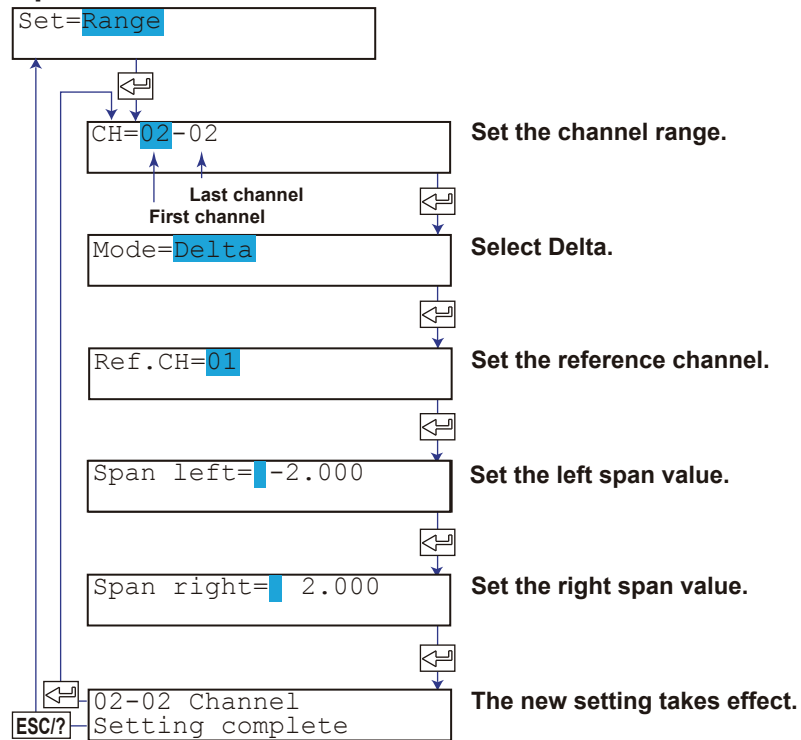 Set=Range
CH=02-02
Set the channel range.
Last channel
First channel
Mode=Delta
Select Delta.
Ref.CH=01
Set the reference channel.
Span left= -2.000
Set the left span value.
Span right= 2.000
Set the right span value.
02-02 Channel
Setting complete
The new setting takes effect.
ESC/?